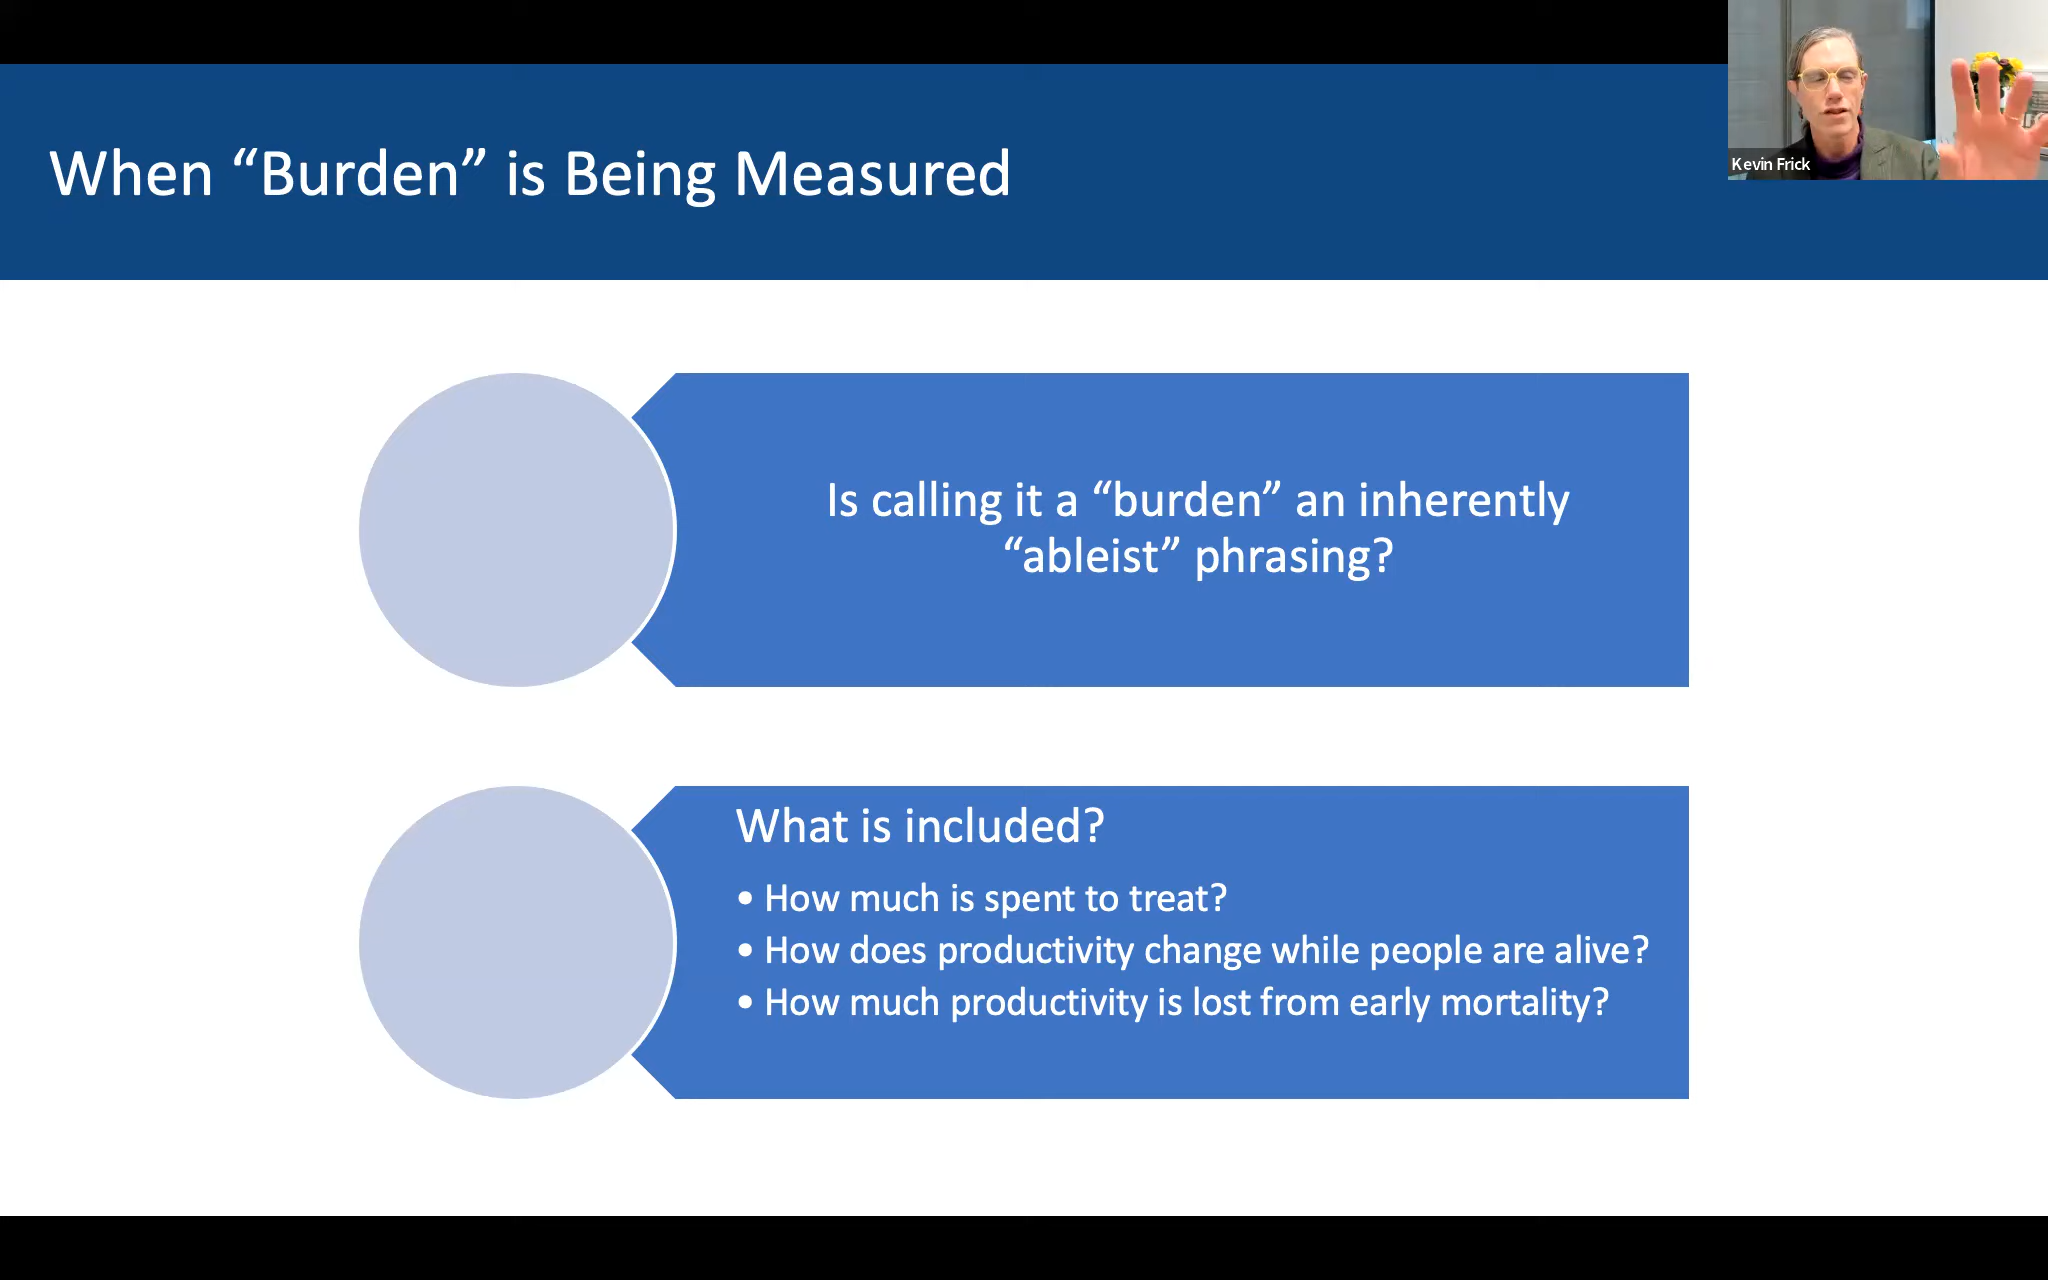 When “Burden” is Being Measured
Kevin Frick
Is calling it a “burden” an inherently
“ableist” phrasing?
What is included?
• How much is spent to treat?
• How does productivity change while people are alive?
• How much productivity is lost from early mortality?